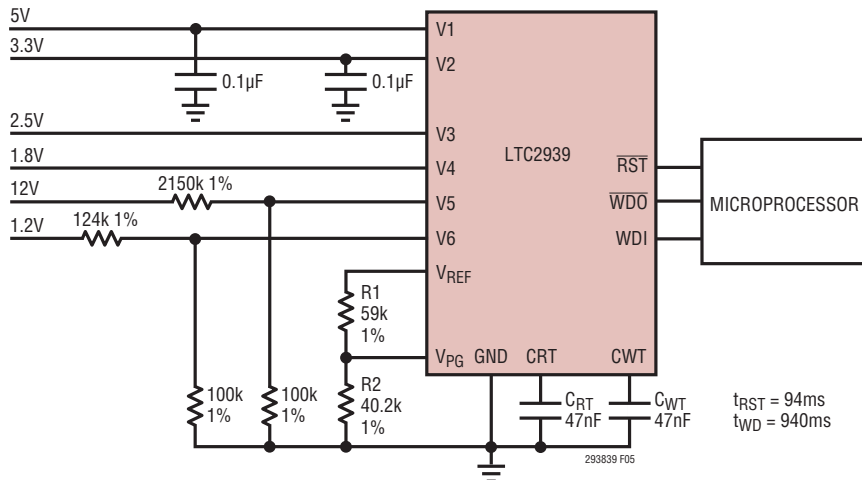 5V
3.3V
0.1µF
0.1µF
2.5V
1.8V
12V
2150k 1%
1.2V
124k 1%
V1
V2
V3
V4
V5
V6
VREF
VPG
GND
CRT
CWT
LTC2939
RST
WDO
WDI
MICROPROCESSOR
R1
59k
1%
R2
40.2k
1%
100k
1%
100k
1%
CRT
47nF
CWT
47nF
tRST = 94ms
tWD = 940ms
293839 F05